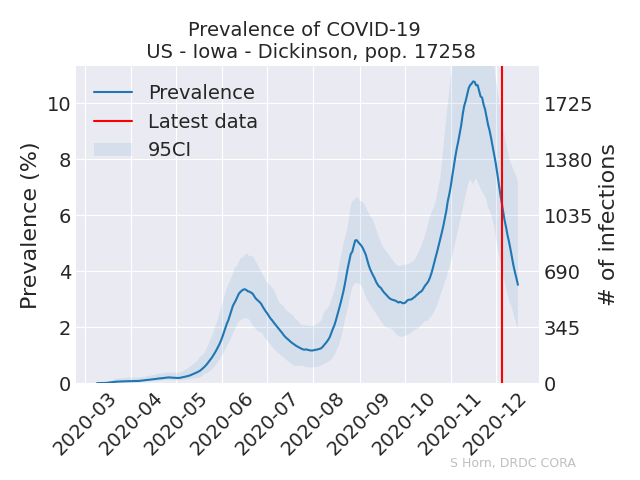 Prevalence of COVID-19
US - Iowa - Dickinson, pop. 17258
Prevalence
Latest data
95CI
Prevalence (%)
10
8
6
4
2
0
1725
1380
1035
690
345
0
# of infections
2020-03
2020-04
2020-05
2020-06
2020-07
2020-08
2020-09
2020-10
2020-11
2020-12
S Horn, DRDC CORA